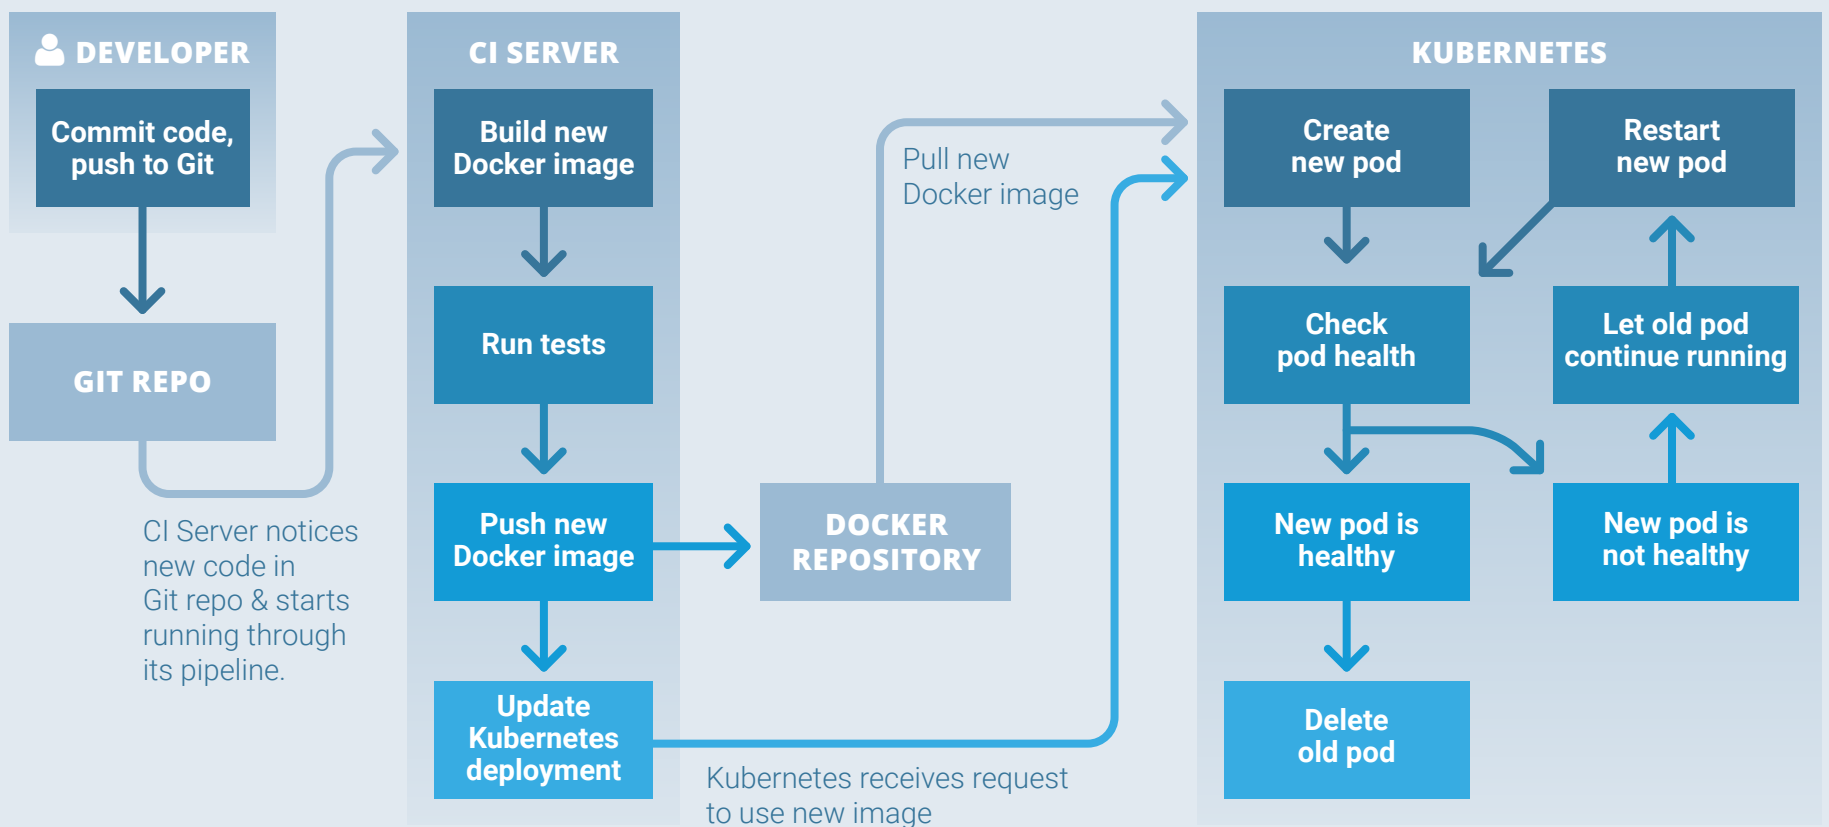 DEVELOPER
Commit code,
push to Git
GIT REPO
CI Server notices
new code in
Git repo & starts
running through
its pipeline.
CI SERVER
Build new
Docker image
Run tests
Push new
Docker image
Update
Kubernetes
deployment
DOCKER
REPOSITORY
Pull new
Docker image
Kubernetes receives request
to use new image
KUBERNETES
Create
new pod
Restart
new pod
Check
pod health
Let old pod
continue running
New pod is
healthy
New pod is
not healthy
Delete
old pod